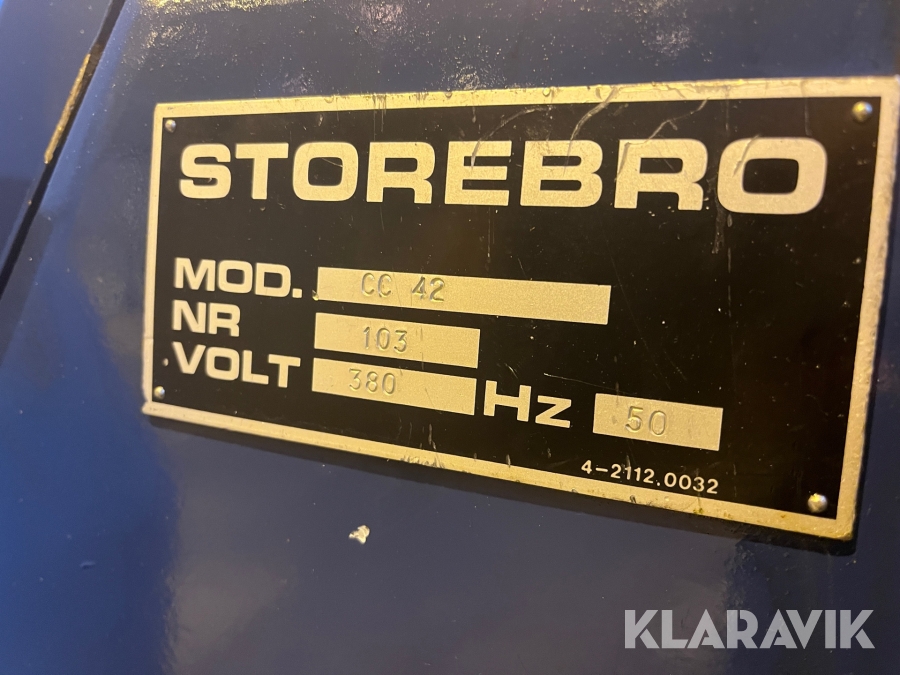 STOREBRO
MOD. CC 42
NR 103
VOLT 380 Hz 50
4-2112.0032
KLARAVIK